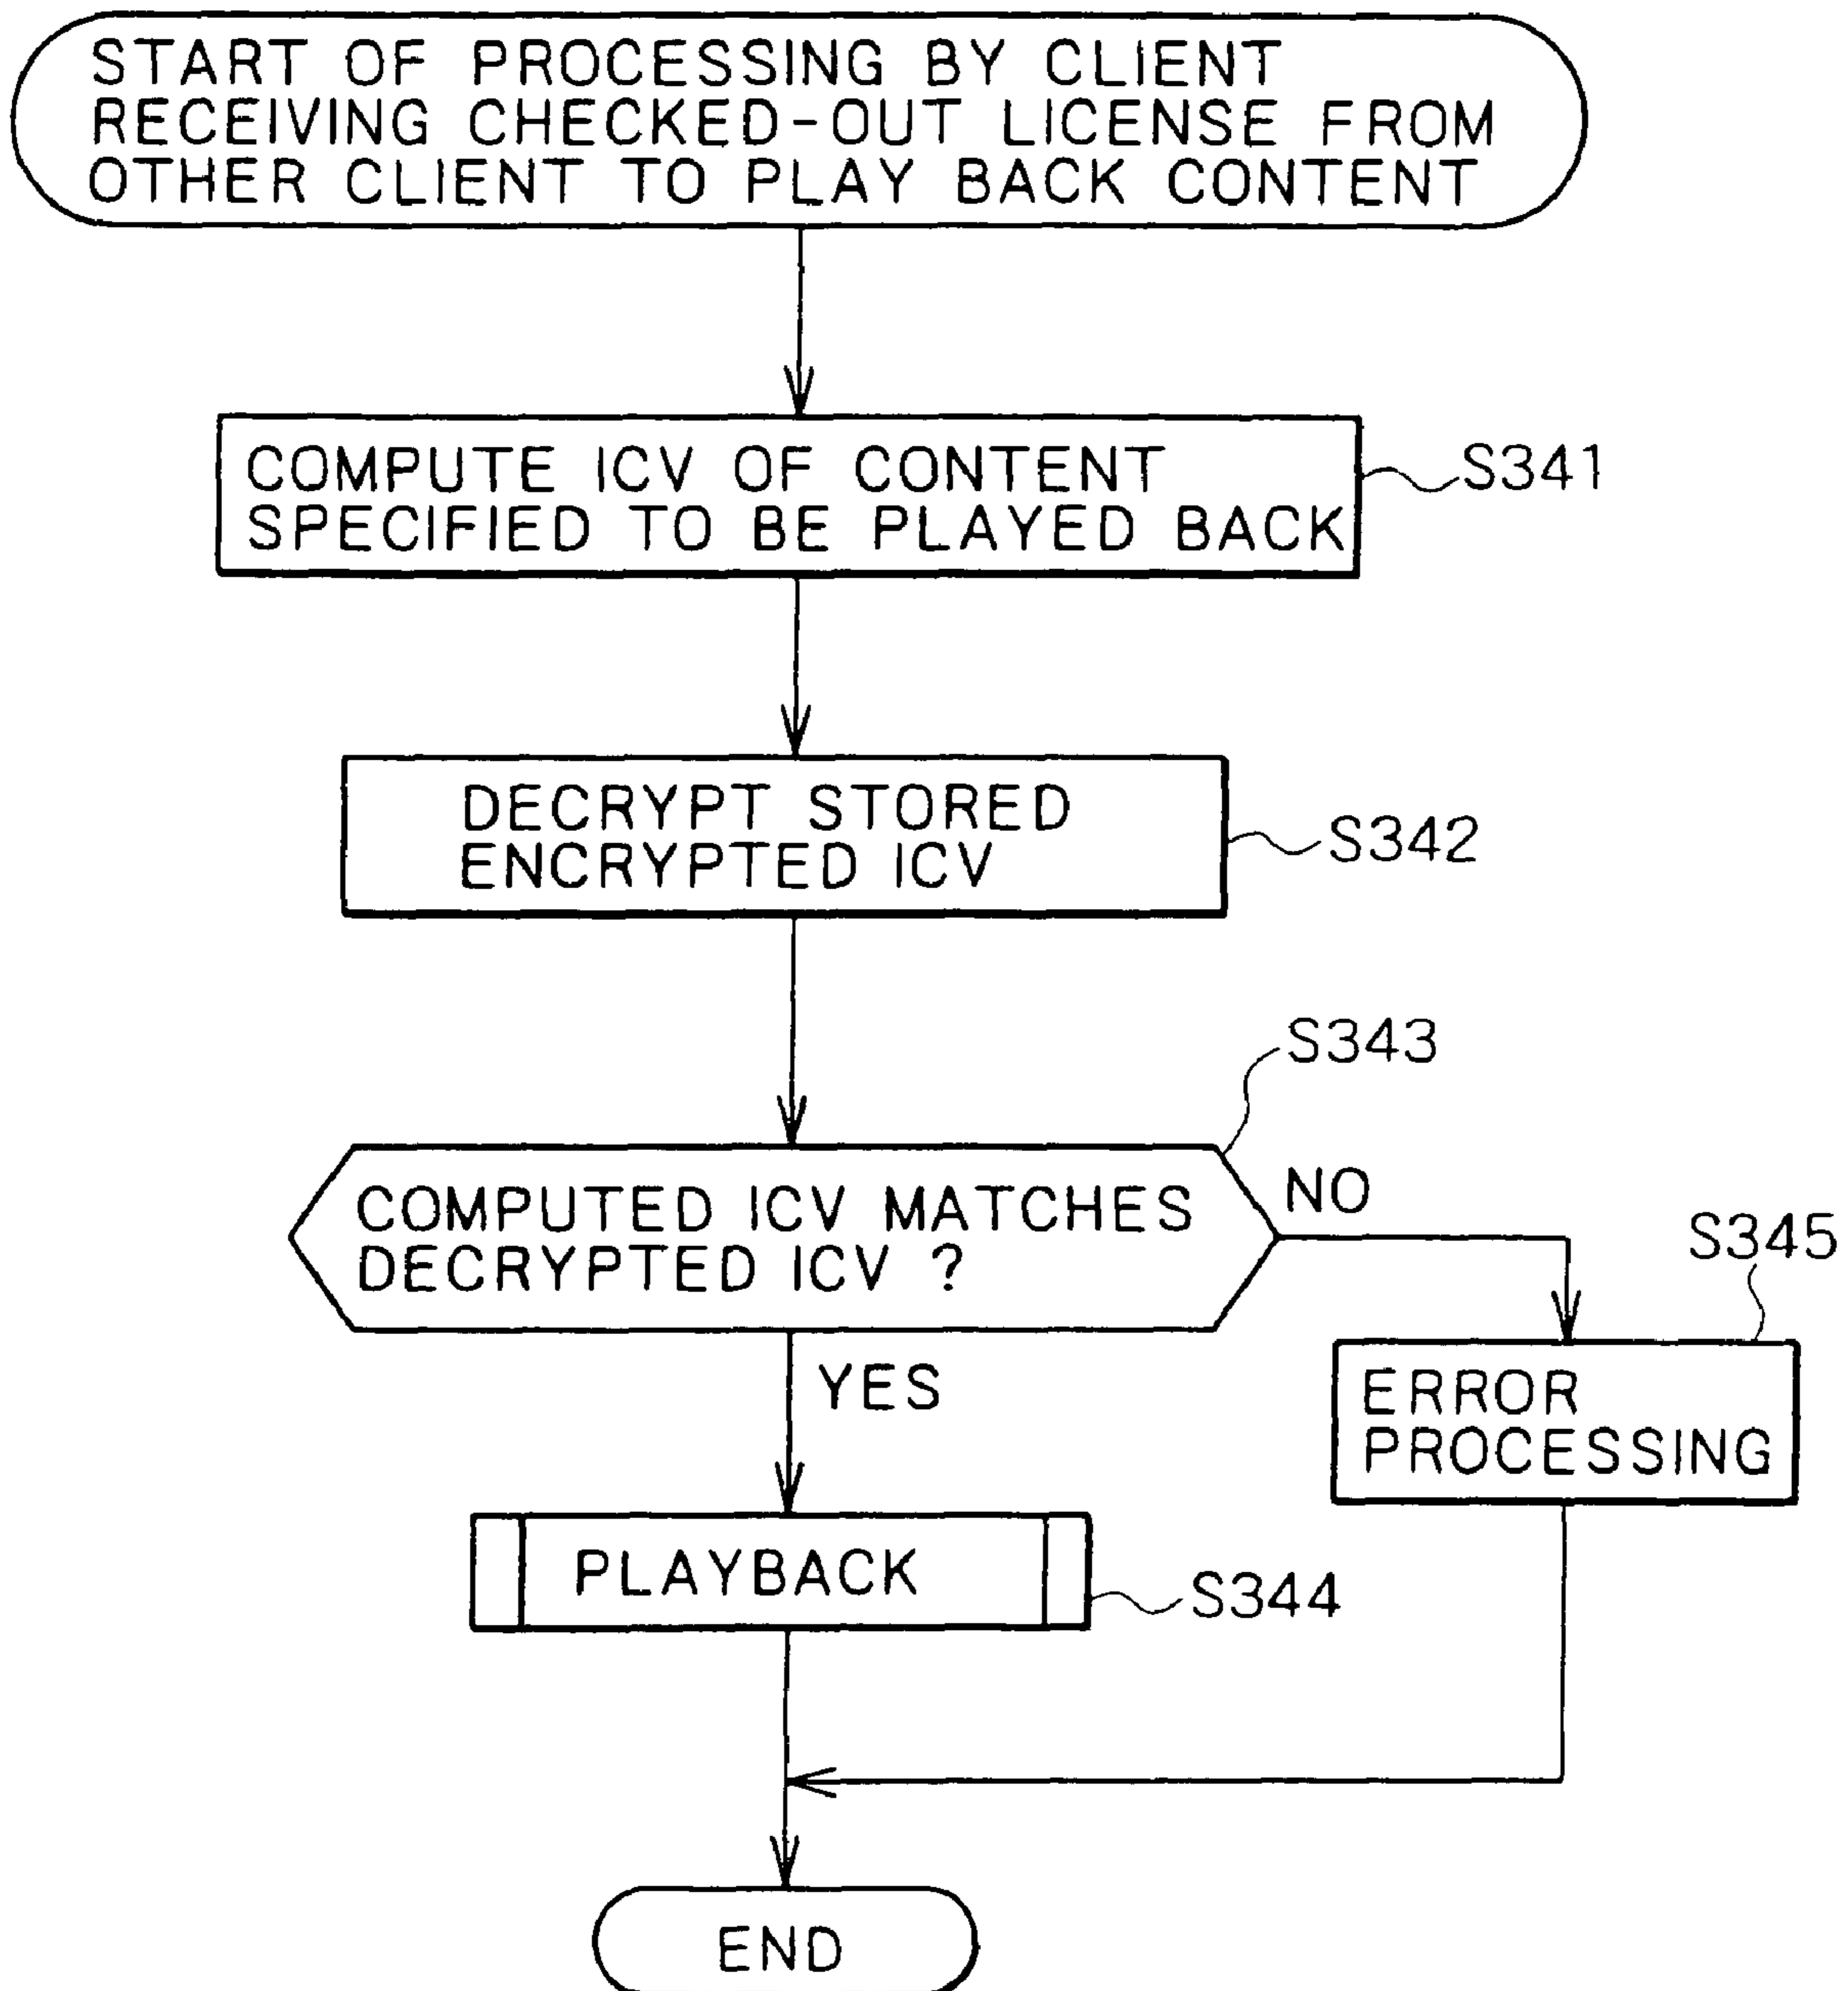 START OF PROCESSING BY CLIENT
RECEIVING CHECKED-OUT LICENSE FROM
OTHER CLIENT TO PLAY BACK CONTENT
COMPUTE ICV OF CONTENT
SPECIFIED TO BE PLAYED BACK
S341
DECRYPT STORED
ENCRYPTED ICV
S342
S343
COMPUTED ICV MATCHES
DECRYPTED ICV ?
NO
S345
YES
ERROR
PROCESSING
PLAYBACK
S344
END